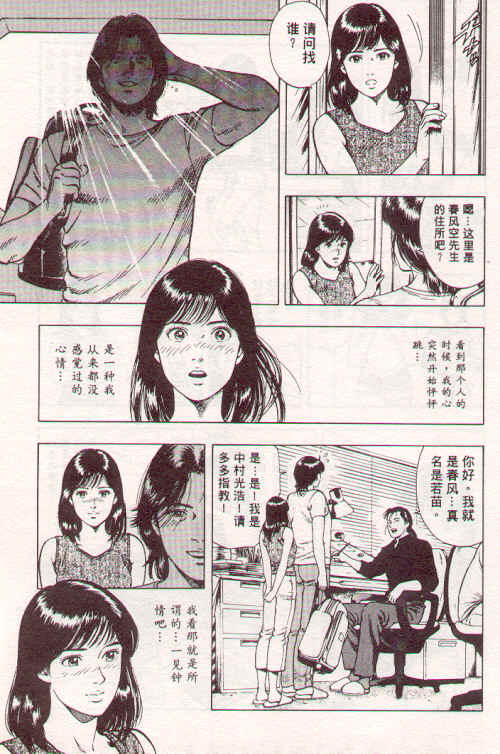 请问找
谁？
嗯…这里是
春风空先生
的住所吧？
看到那个人的
时候，我的心
突然开始怦怦
跳…
是一种我
从来都没
感觉过的
心情…
你好。我就
是春风…真
名是若苗。
是…是！我是
中村光浩！请
多多指教！
我看那就是所
谓的…一见钟
情吧…